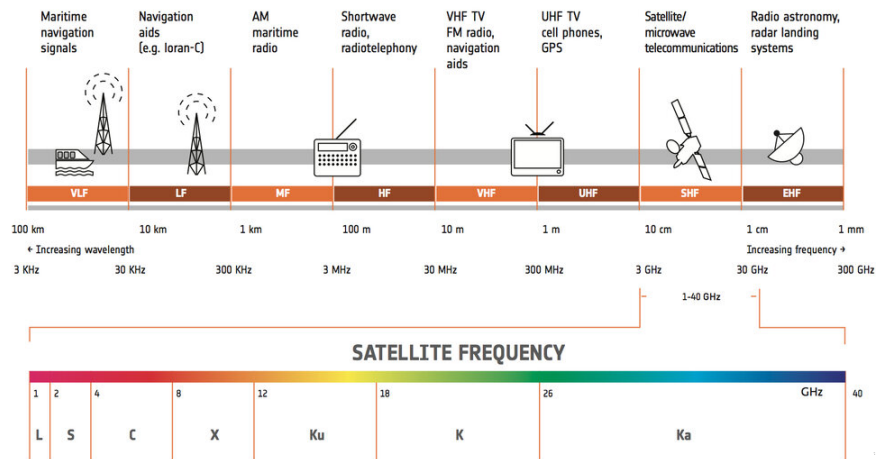 Maritime
navigation
signals
Navigation
aids
(e.g. loran-C)
AM
maritime
radio
Shortwave
radio,
radiotelephony
VHF TV
FM radio,
navigation
aids
UHF TV
cell phones,
GPS
Satellite/
microwave
telecommunications
Radio astronomy,
radar landing
systems
VLF LF MF HF VHF UHF SHF EHF
100 km 10 km 1 km 100 m 10 m 1 m 10 cm 1 cm 1 mm
← Increasing wavelength Increasing frequency →
3 KHz 30 KHz 300 KHz 3 MHz 30 MHz 300 MHz 3 GHz 30 GHz 300 GHz
1-40 GHz
SATELLITE FREQUENCY
1 2 4 8 12 18 26 GHz 40
L S C X Ku K Ka